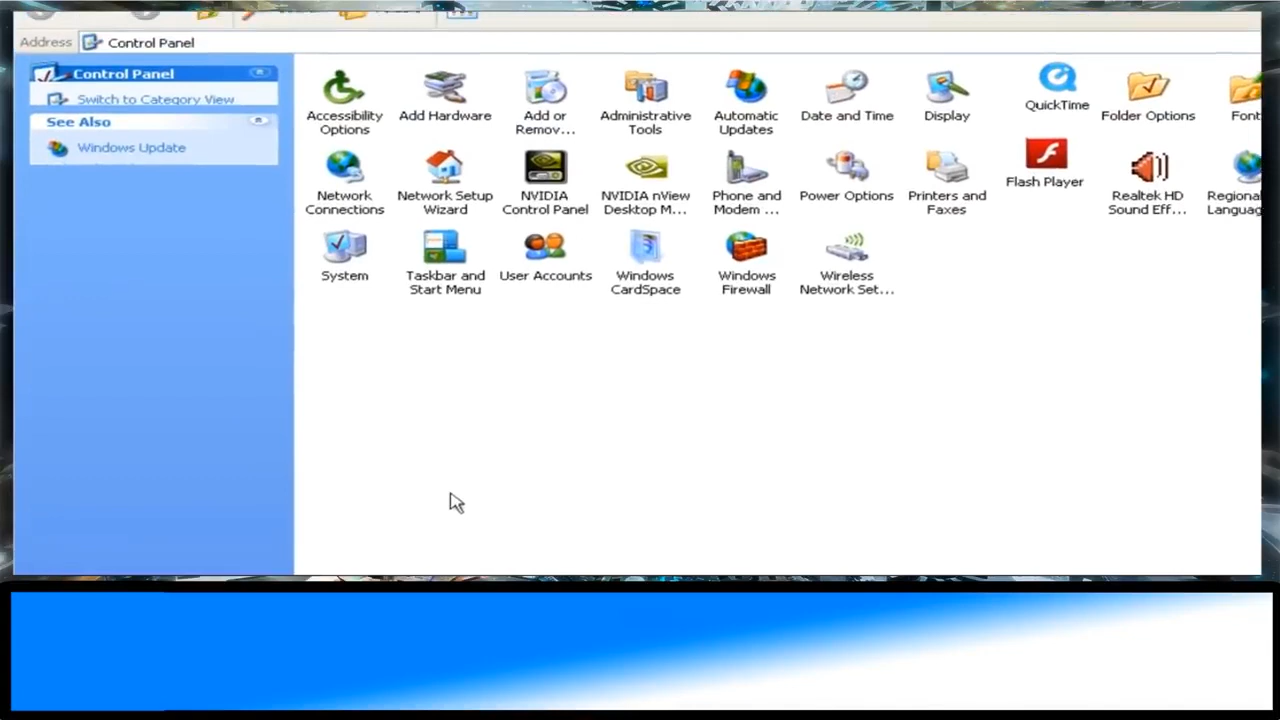 Address Control Panel
Control Panel
Switch to Category View
See Also
Windows Update
Accessibility
Options
Add Hardware
Add or
Remov...
Administrative
Tools
Automatic
Updates
Date and Time
Display
QuickTime
Folder Options
Font
Network
Connections
Network Setup
Wizard
NVIDIA
Control Panel
NVIDIA nView
Desktop M...
Phone and
Modem ...
Power Options
Printers and
Faxes
Flash Player
Realtek HD
Sound Eff...
Regional
Languag
System
Taskbar and
Start Menu
User Accounts
Windows
CardSpace
Windows
Firewall
Wireless
Network Set...